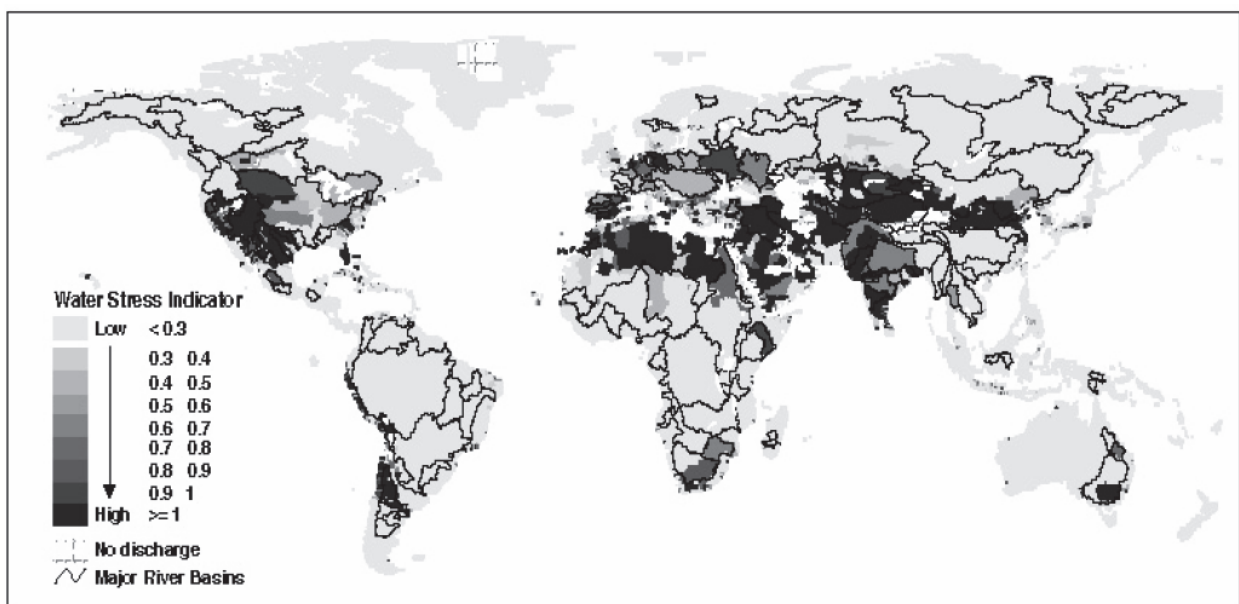 Water Stress Indicator
Low < 0.3
0.3 0.4
0.4 0.5
0.5 0.6
0.6 0.7
0.7 0.8
0.8 0.9
0.9 1
High >= 1
No discharge
Major River Basins